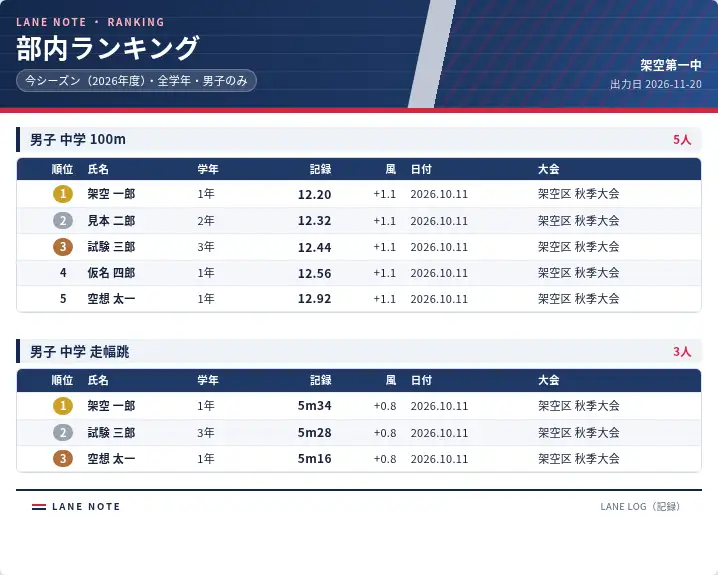 LANE NOTE ・ RANKING
部内ランキング
今シーズン（2026年度）・全学年・男子のみ
架空第一中
出力日 2026-11-20
男子 中学 100m 5人
順位 氏名 学年 記録 風 日付 大会
1 架空 一郎 1年 12.20 +1.1 2026.10.11 架空区 秋季大会
2 見本 二郎 2年 12.32 +1.1 2026.10.11 架空区 秋季大会
3 試験 三郎 3年 12.44 +1.1 2026.10.11 架空区 秋季大会
4 仮名 四郎 1年 12.56 +1.1 2026.10.11 架空区 秋季大会
5 空想 太一 1年 12.92 +1.1 2026.10.11 架空区 秋季大会
男子 中学 走幅跳 3人
順位 氏名 学年 記録 風 日付 大会
1 架空 一郎 1年 5m34 +0.8 2026.10.11 架空区 秋季大会
2 試験 三郎 3年 5m28 +0.8 2026.10.11 架空区 秋季大会
3 空想 太一 1年 5m16 +0.8 2026.10.11 架空区 秋季大会
LANE NOTE LANE LOG（記録）